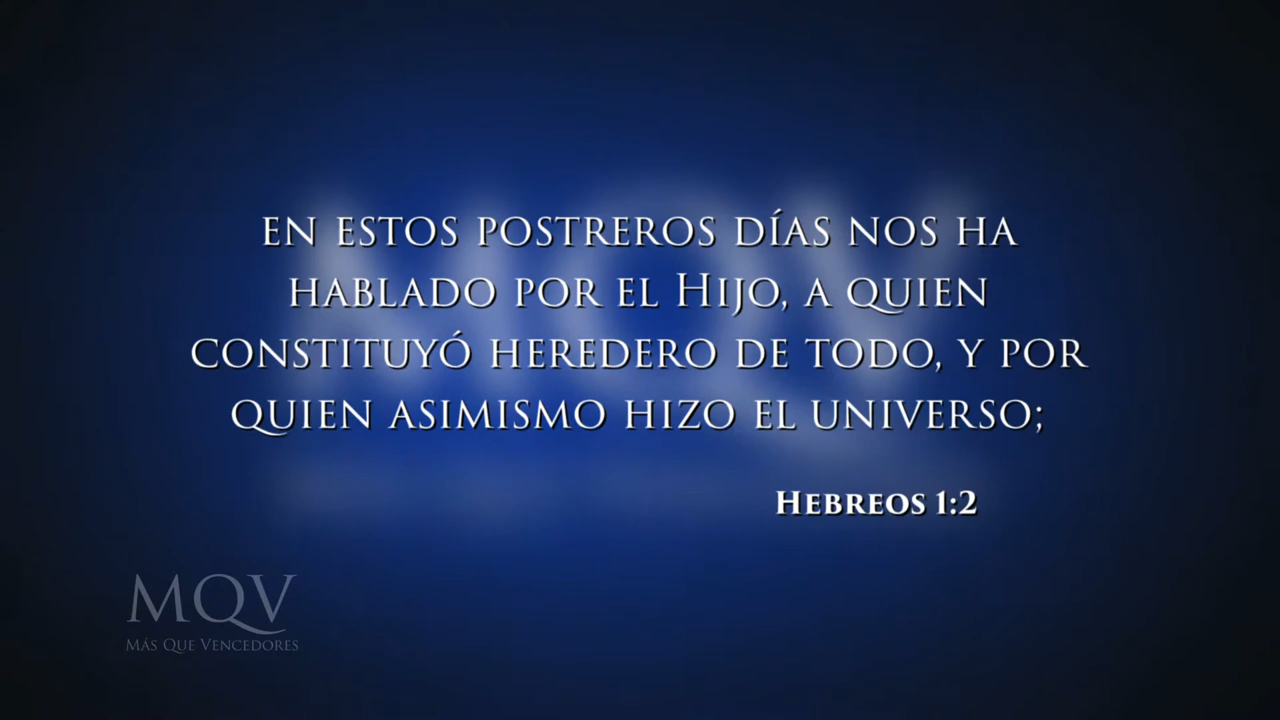 en estos postreros días nos ha
hablado por el Hijo, a quien
constituyó heredero de todo, y por
quien asimismo hizo el universo;
Hebreos 1:2
MQV
Más Que Vencedores